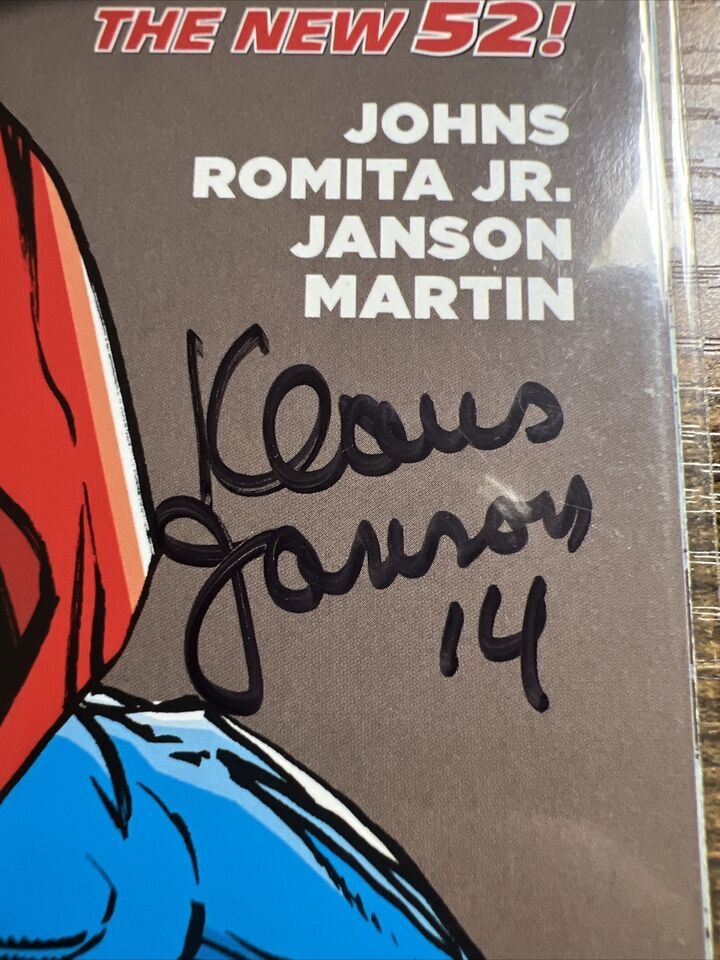 THE NEW 52!
JOHNS
ROMITA JR.
JANSON
MARTIN
Klaus
Janson
14